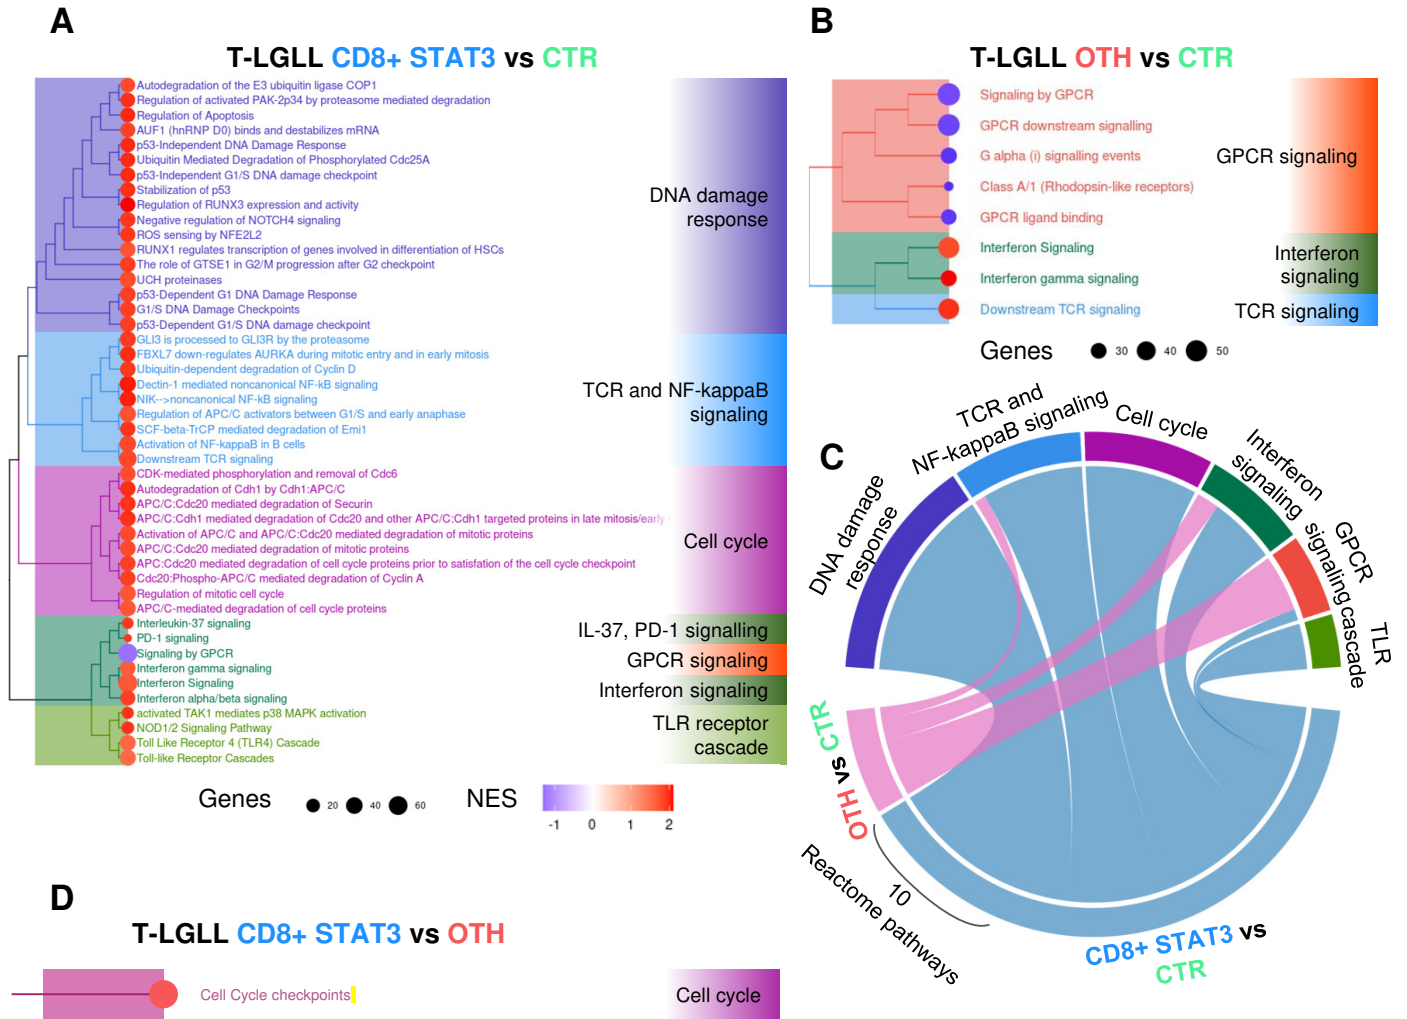 A
T-LGLL CD8+ STAT3 vs CTR
Autodegradation of the E3 ubiquitin ligase COP1
Regulation of activated PAK-2p34 by proteasome mediated degradation
Regulation of Apoptosis
AUF1 (hnRNP D0) binds and destabilizes mRNA
p53-Independent DNA Damage Response
Ubiquitin Mediated Degradation of Phosphorylated Cdc25A
p53-Independent G1/S DNA damage checkpoint
Stabilization of p53
Regulation of RUNX3 expression and activity
Negative regulation of NOTCH4 signaling
ROS sensing by NFE2L2
RUNX1 regulates transcription of genes involved in differentiation of HSCs
The role of GTSE1 in G2/M progression after G2 checkpoint
UCH proteinases
p53-Dependent G1 DNA Damage Response
G1/S DNA Damage Checkpoints
p53-Dependent G1/S DNA damage checkpoint
GLI3 is processed to GLI3R by the proteasome
FBXL7 down-regulates AURKA during mitotic entry and in early mitosis
Ubiquitin-dependent degradation of Cyclin D
Dectin-1 mediated noncanonical NF-kB signaling
NIK-->noncanonical NF-kB signaling
Regulation of APC/C activators between G1/S and early anaphase
SCF-beta-TrCP mediated degradation of Emi1
Activation of NF-kappaB in B cells
Downstream TCR signaling
CDK-mediated phosphorylation and removal of Cdc6
Autodegradation of Cdh1 by Cdh1:APC/C
APC/C:Cdc20 mediated degradation of Securin
APC/C:Cdh1 mediated degradation of Cdc20 and other APC/C:Cdh1 targeted proteins in late mitosis/early
Activation of APC/C and APC/C:Cdc20 mediated degradation of mitotic proteins
APC/C:Cdc20 mediated degradation of mitotic proteins
APC:Cdc20 mediated degradation of cell cycle proteins prior to satisfation of the cell cycle checkpoint
Cdc20:Phospho-APC/C mediated degradation of Cyclin A
Regulation of mitotic cell cycle
APC/C-mediated degradation of cell cycle proteins
Interleukin-37 signaling
PD-1 signaling
Signaling by GPCR
Interferon gamma signaling
Interferon Signaling
Interferon alpha/beta signaling
activated TAK1 mediates p38 MAPK activation
NOD1/2 Signaling Pathway
Toll Like Receptor 4 (TLR4) Cascade
Toll-like Receptor Cascades
DNA damage
response
TCR and NF-kappaB
signaling
Cell cycle
IL-37, PD-1 signalling
GPCR signaling
Interferon signaling
TLR receptor
cascade
Genes
20
40
60
NES
-1
0
1
2
B
T-LGLL OTH vs CTR
Signaling by GPCR
GPCR downstream signalling
G alpha (i) signalling events
Class A/1 (Rhodopsin-like receptors)
GPCR ligand binding
Interferon Signaling
Interferon gamma signaling
Downstream TCR signaling
GPCR signaling
Interferon
signaling
TCR signaling
Genes
30
40
50
C
DNA damage
response
TCR and
NF-kappaB signaling
Cell cycle
Interferon
signaling
GPCR
signaling
TLR
cascade
OTH vs CTR
10
Reactome pathways
CD8+ STAT3 vs
CTR
D
T-LGLL CD8+ STAT3 vs OTH
Cell Cycle checkpoints
Cell cycle